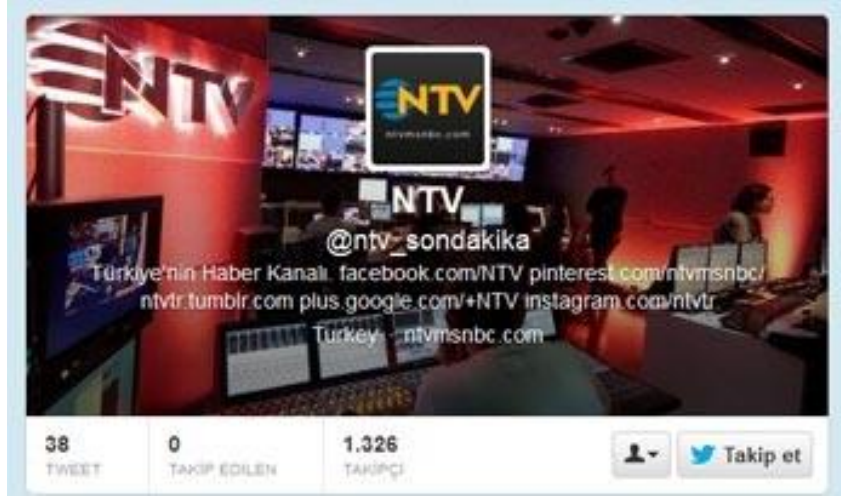 NTV
NTV
ntvmsnbc.com
NTV
@ntv_sondakika
Türkiye'nin Haber Kanalı. facebook.com/NTV pinterest.com/ntvmsnbc/
ntvtr.tumblr.com plus.google.com/+NTV instagram.com/ntvtr
Turkey · ntvmsnbc.com
38
TWEET
0
TAKİP EDİLEN
1.326
TAKİPÇİ
Takip et